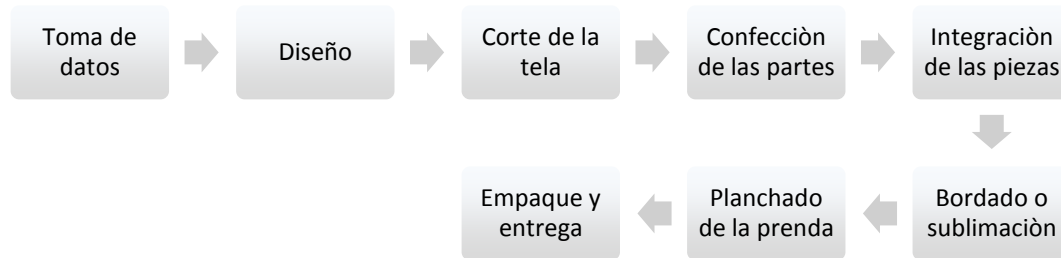 Toma de
datos
Diseño
Corte de la
tela
Confecciòn
de las partes
Integraciòn
de las piezas
Bordado o
sublimaciòn
Planchado
de la prenda
Empaque y
entrega